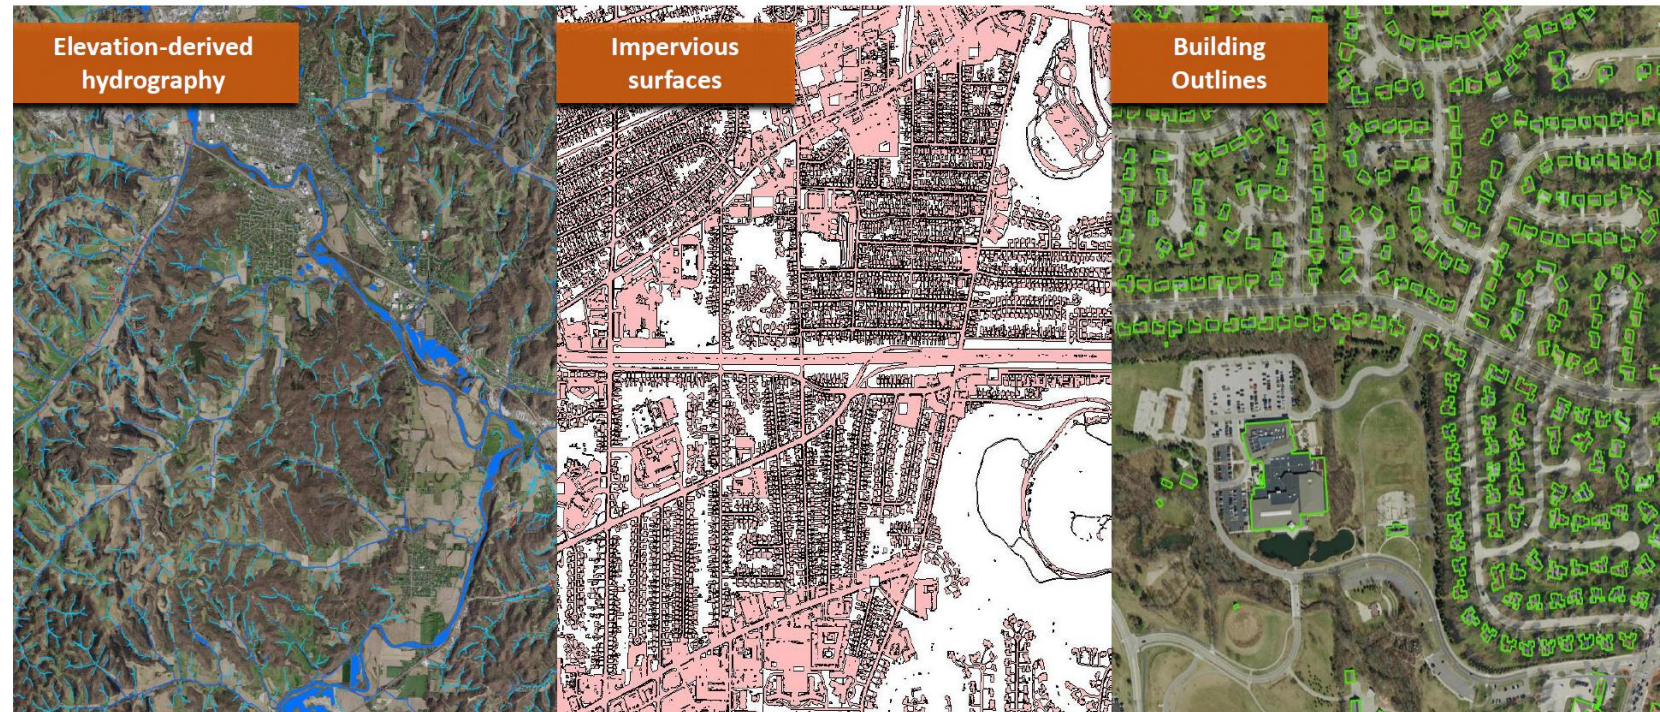 Elevation-derived
hydrography
Impervious
surfaces
Building
Outlines